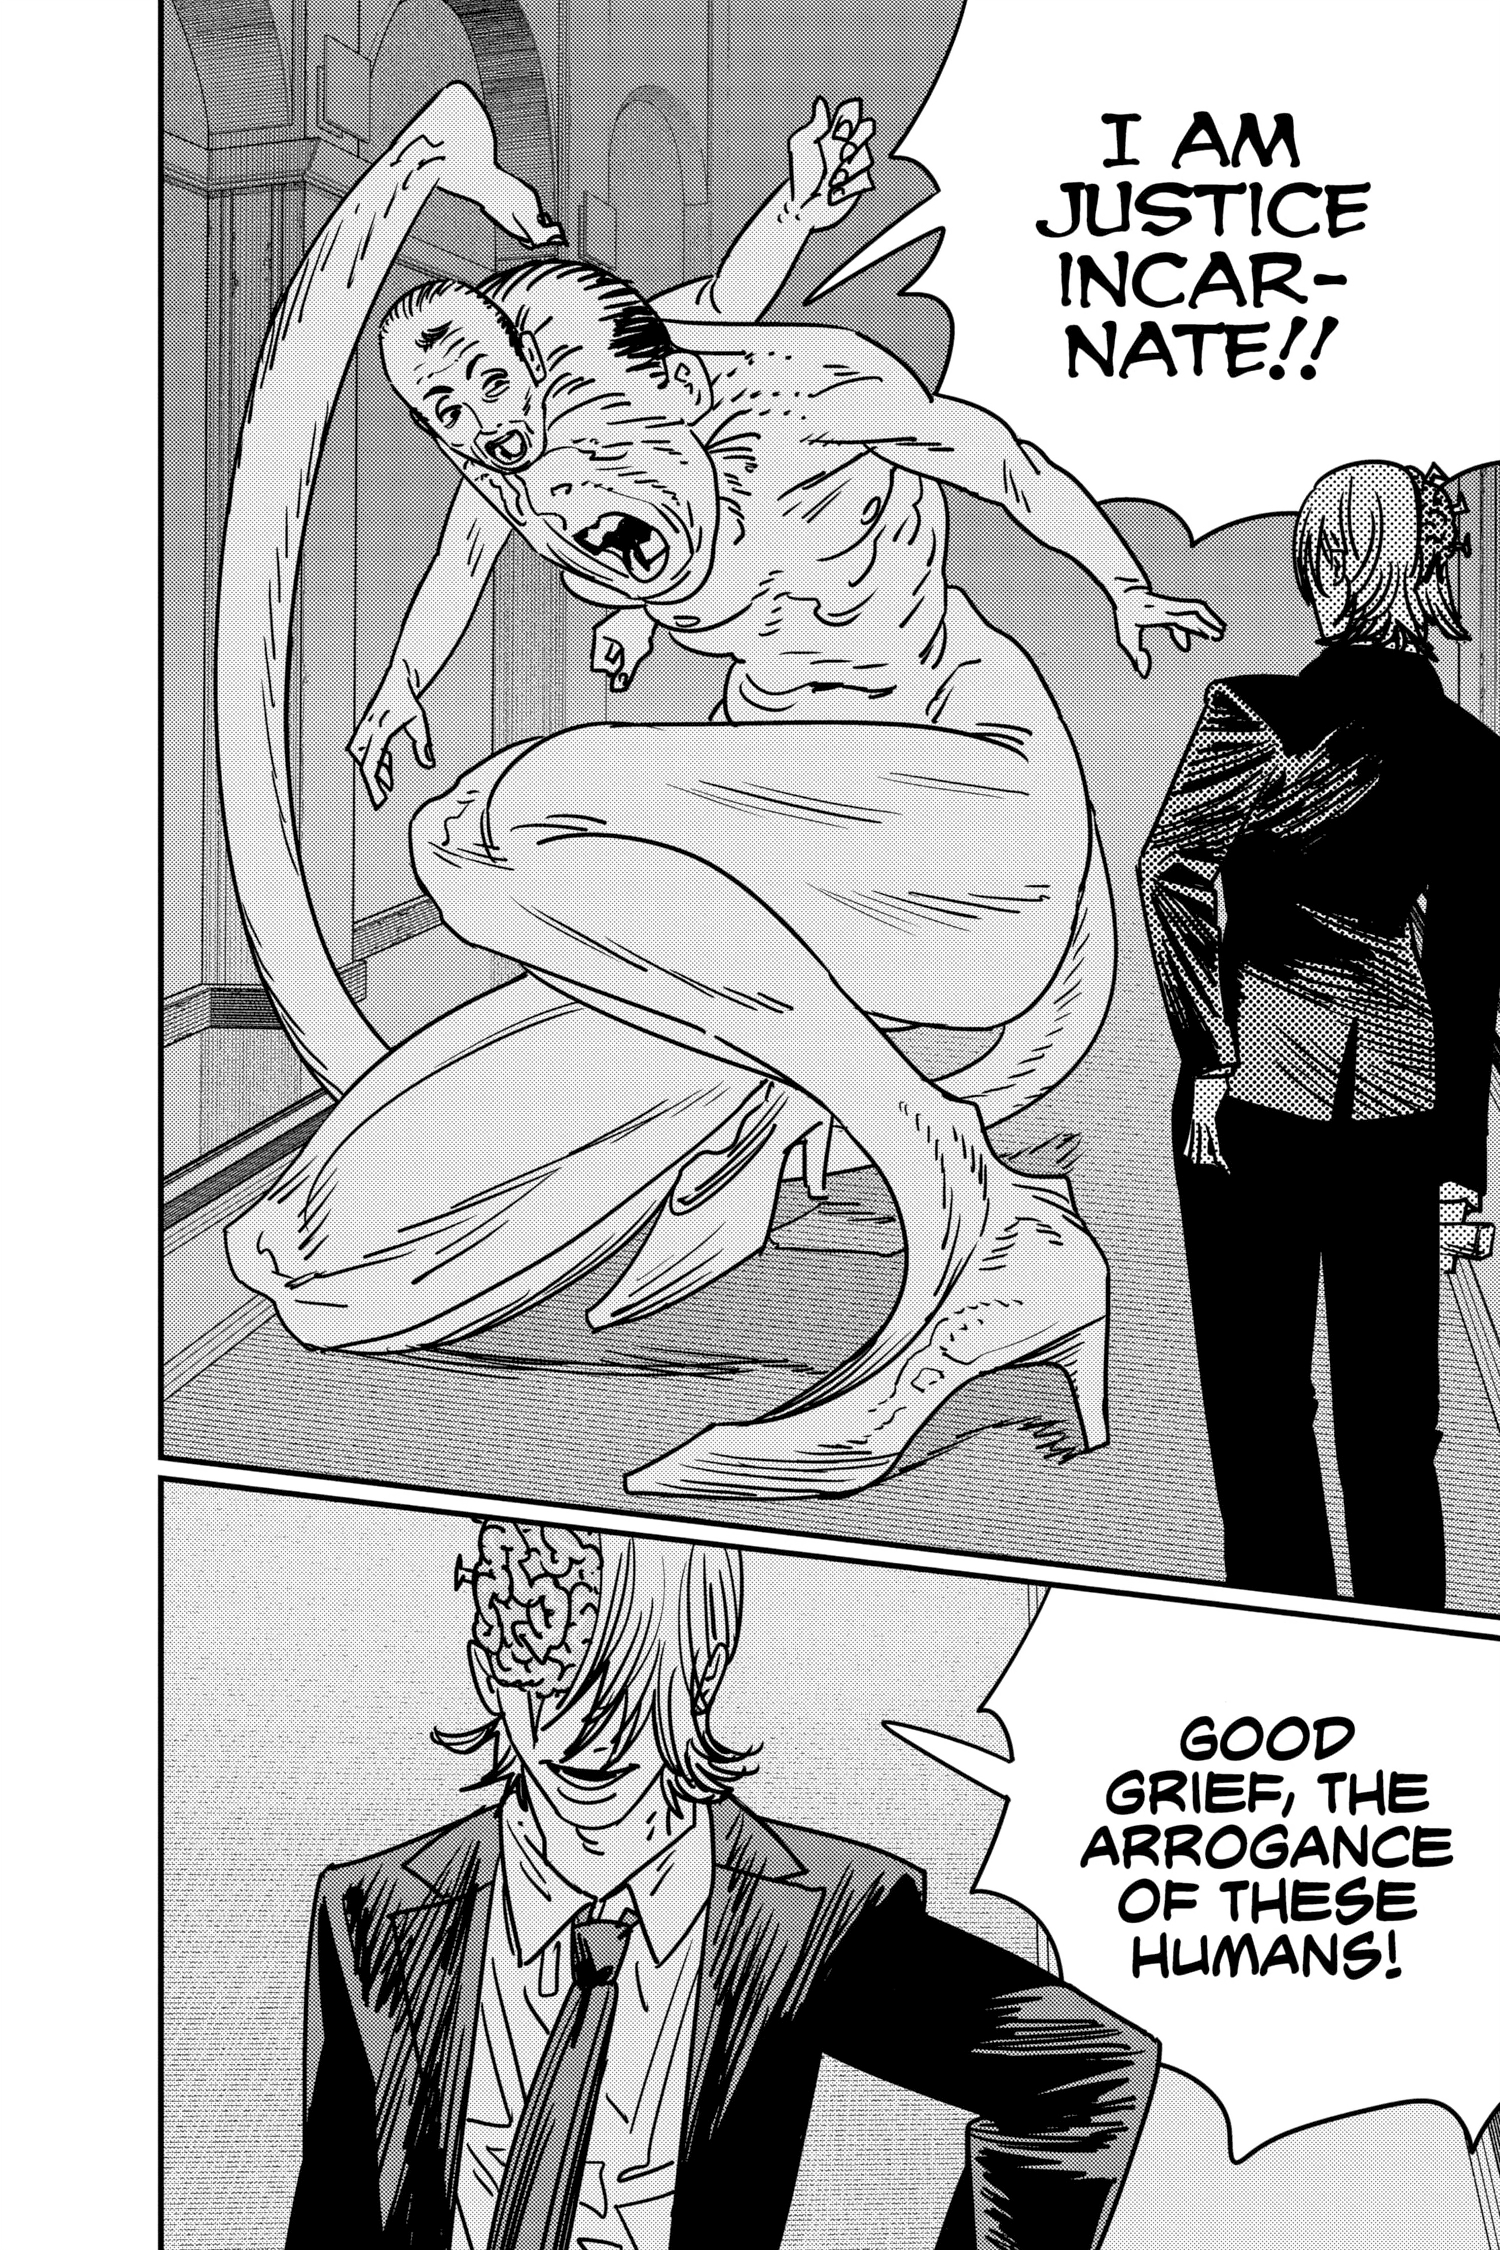 I AM
JUSTICE
INCAR-
NATE!!
GOOD
GRIEF, THE
ARROGANCE
OF THESE
HUMANS!